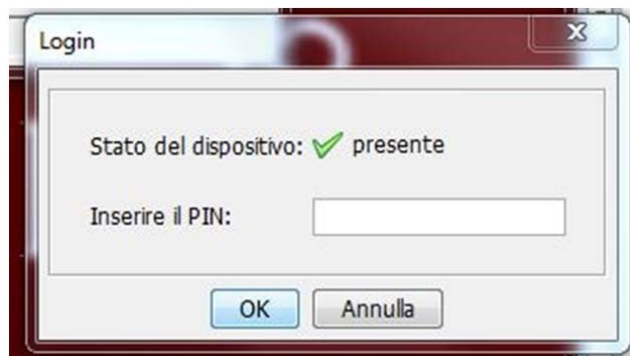 Login
Stato del dispositivo: presente
Inserire il PIN:
OK Annulla